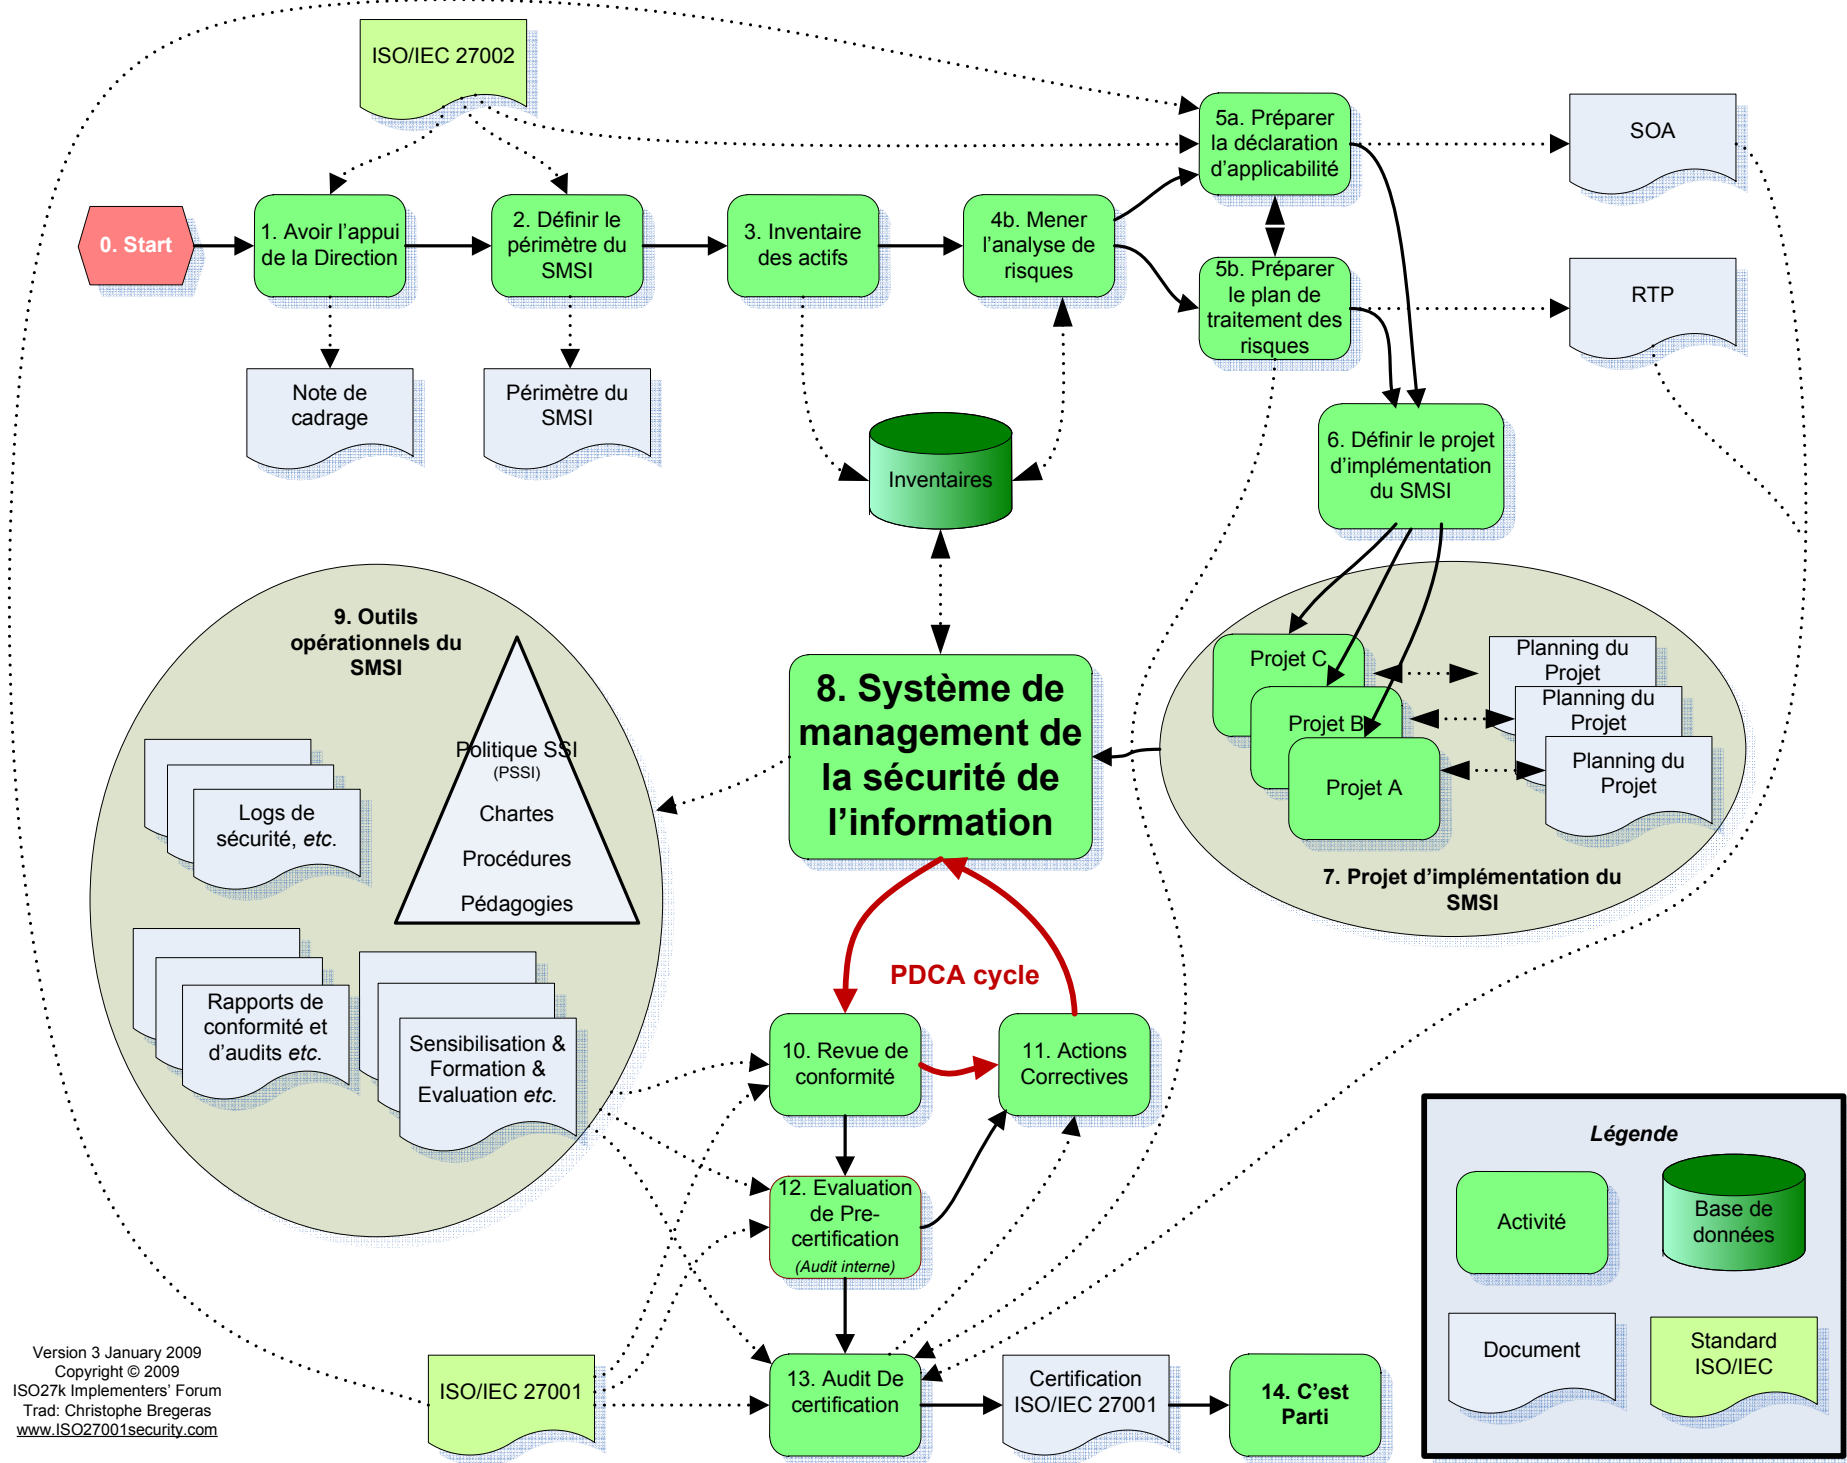 ISO/IEC 27002
5a. Préparer
la déclaration
d'applicabilité
SOA
0. Start
1. Avoir l'appui
de la Direction
2. Définir le
périmètre du
SMSI
3. Inventaire
des actifs
4b. Mener
l'analyse de
risques
5b. Préparer
le plan de
traitement des
risques
RTP
Note de
cadrage
Périmètre du
SMSI
Inventaires
6. Définir le projet
d'implémentation
du SMSI
9. Outils
opérationnels du
SMSI
Politique SSI
(PSSI)
Chartes
Procédures
Pédagogies
Logs de
sécurité, etc.
Rapports de
conformité et
d'audits etc.
Sensibilisation &
Formation &
Evaluation etc.
8. Système de
management de
la sécurité de
l'information
Projet C
Projet B
Projet A
Planning du
Projet
Planning du
Projet
Planning du
Projet
7. Projet d'implémentation du
SMSI
PDCA cycle
10. Revue de
conformité
11. Actions
Correctives
12. Evaluation
de Pre-
certification
(Audit interne)
13. Audit De
certification
ISO/IEC 27001
Certification
ISO/IEC 27001
14. C'est
Parti
Légende
Activité
Base de
données
Document
Standard
ISO/IEC
Version 3 January 2009
Copyright © 2009
ISO27k Implementers' Forum
Trad: Christophe Bregeras
www.ISO27001security.com